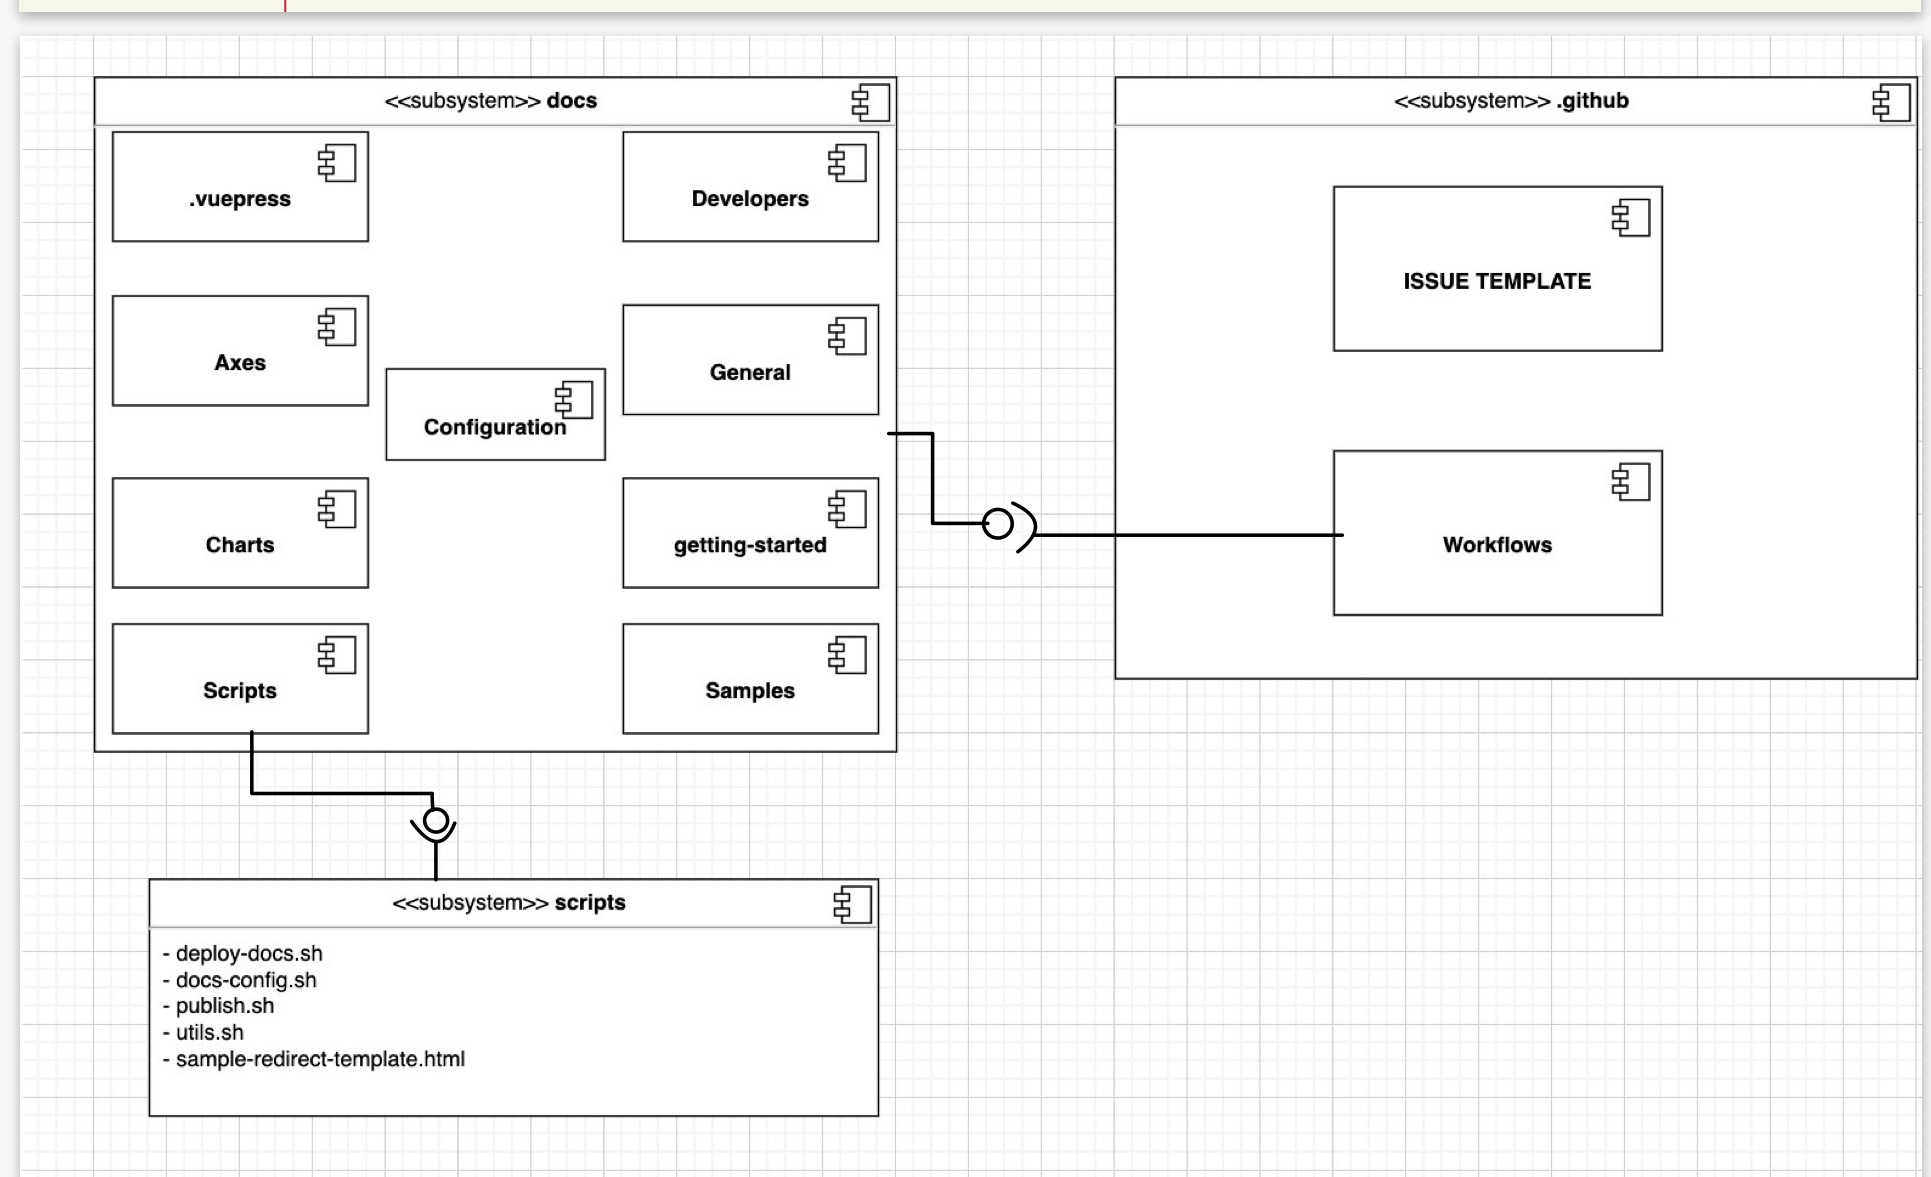 <<subsystem>> docs
.vuepress
Developers
Axes
General
Configuration
Charts
getting-started
Scripts
Samples
<<subsystem>> .github
ISSUE TEMPLATE
Workflows
<<subsystem>> scripts
- deploy-docs.sh
- docs-config.sh
- publish.sh
- utils.sh
- sample-redirect-template.html